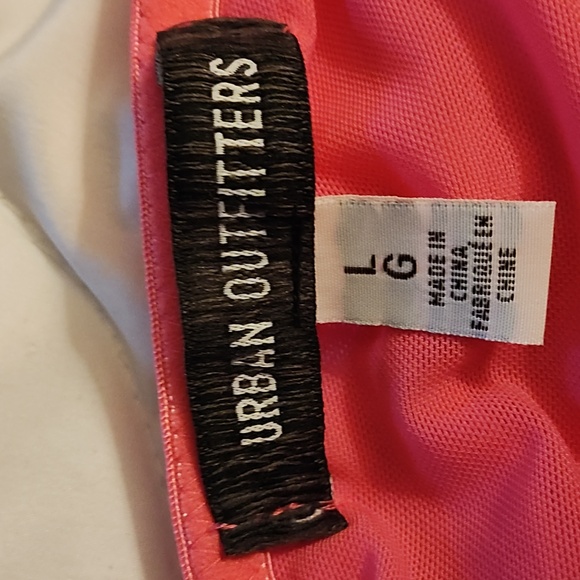 URBAN OUTFITTERS
L
G
MADE IN
CHINA
FABRIQUÉ EN
CHINE